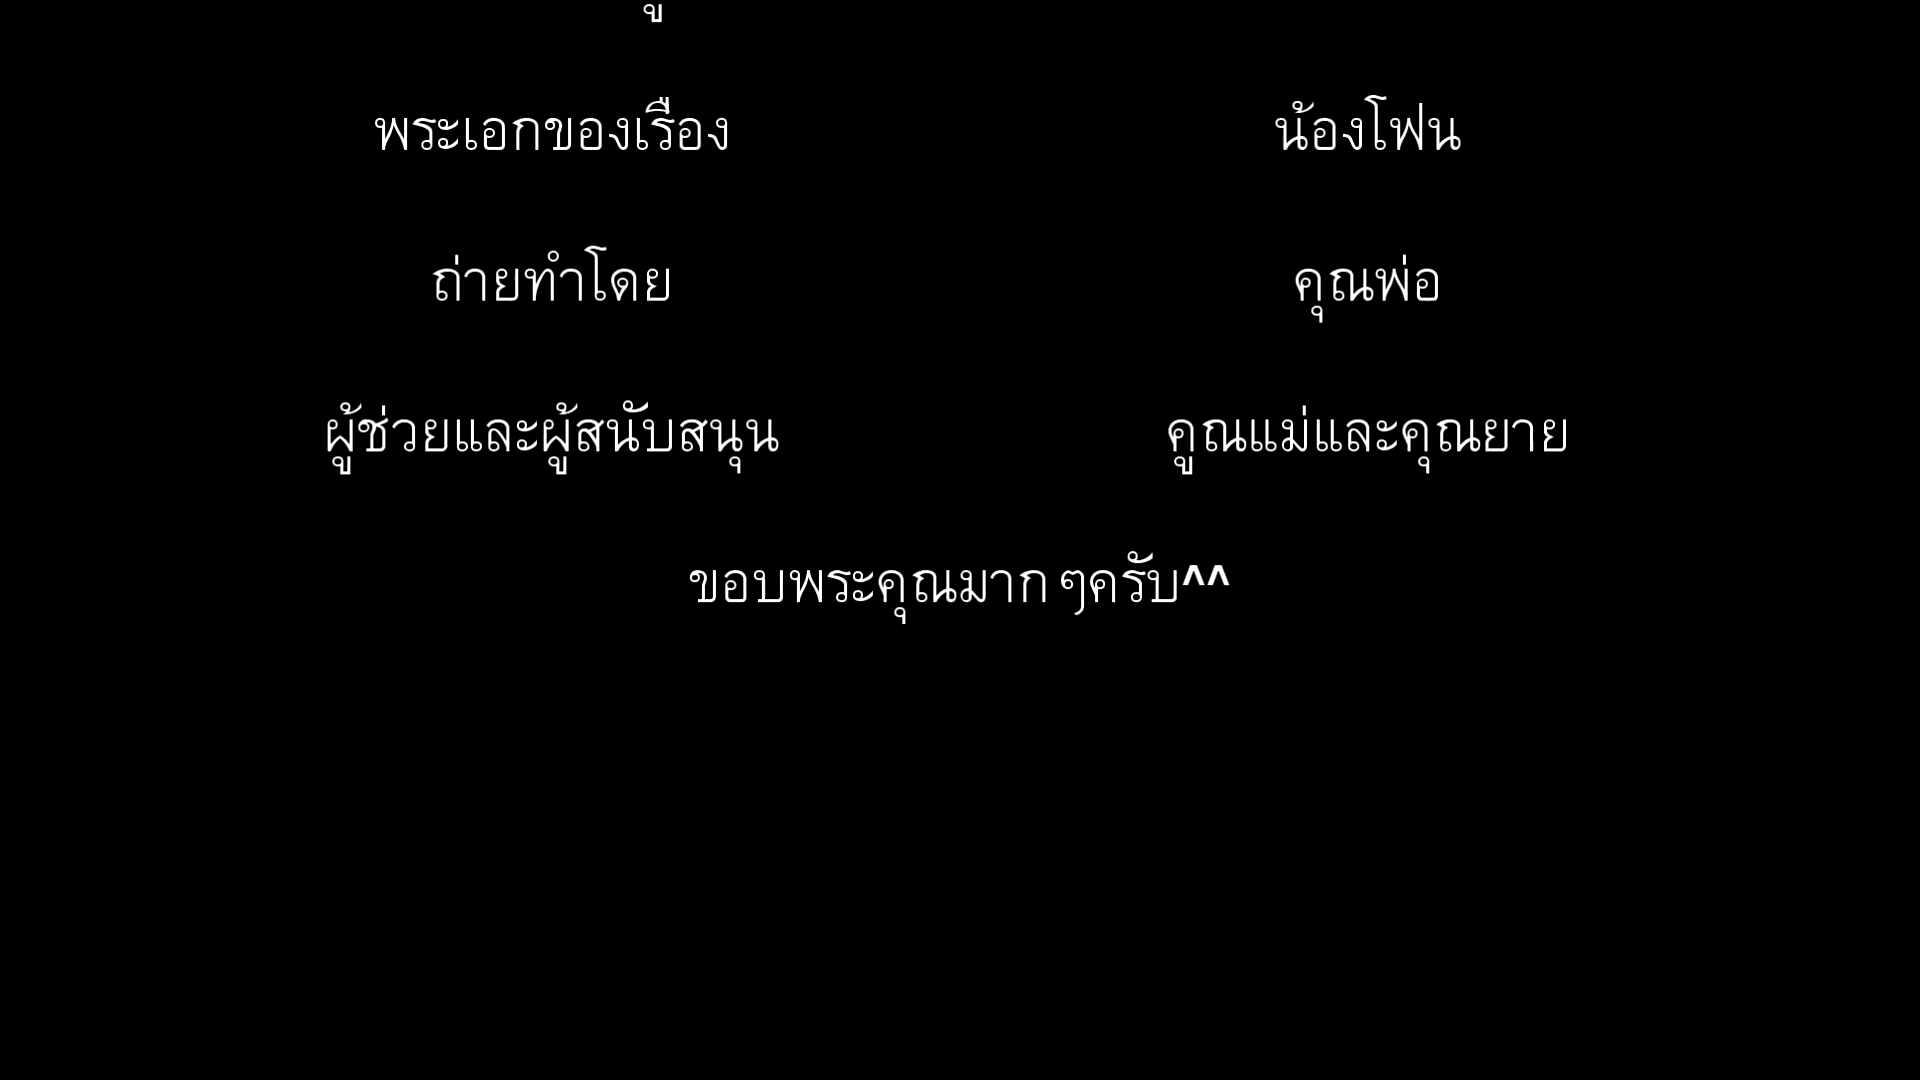 พระเอกของเรื่อง น้องโฟน
ถ่ายทำโดย คุณพ่อ
ผู้ช่วยและผู้สนับสนุน คูณแม่และคุณยาย
ขอบพระคุณมาก ๆครับ^^